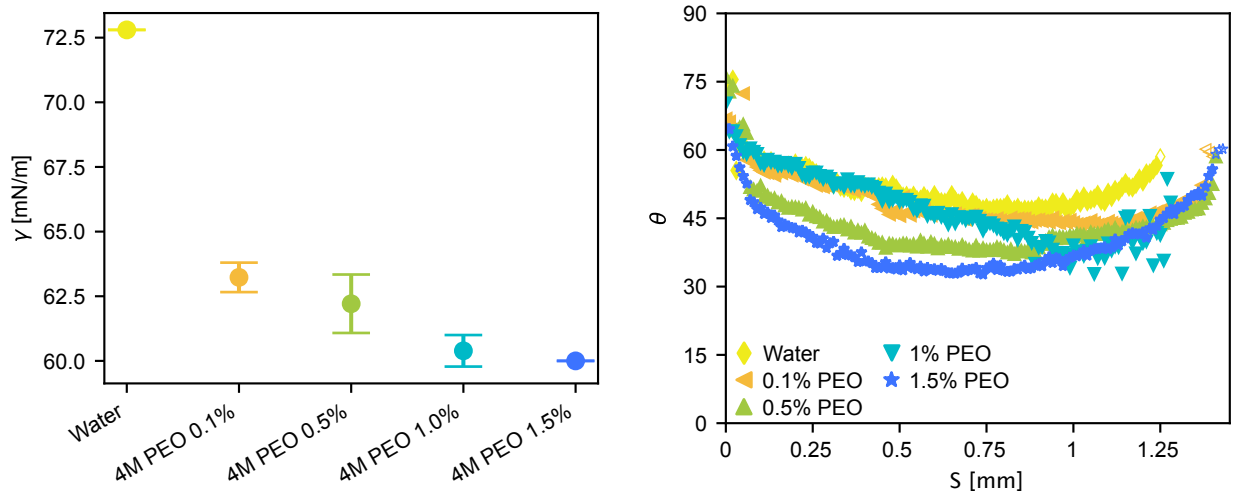 γ [mN/m]
72.5
70.0
67.5
65.0
62.5
60.0
Water
4M PEO 0.1%
4M PEO 0.5%
4M PEO 1.0%
4M PEO 1.5%
θ
90
75
60
45
30
15
0
Water
0.1% PEO
0.5% PEO
1% PEO
1.5% PEO
0
0.25
0.5
0.75
1
1.25
S [mm]